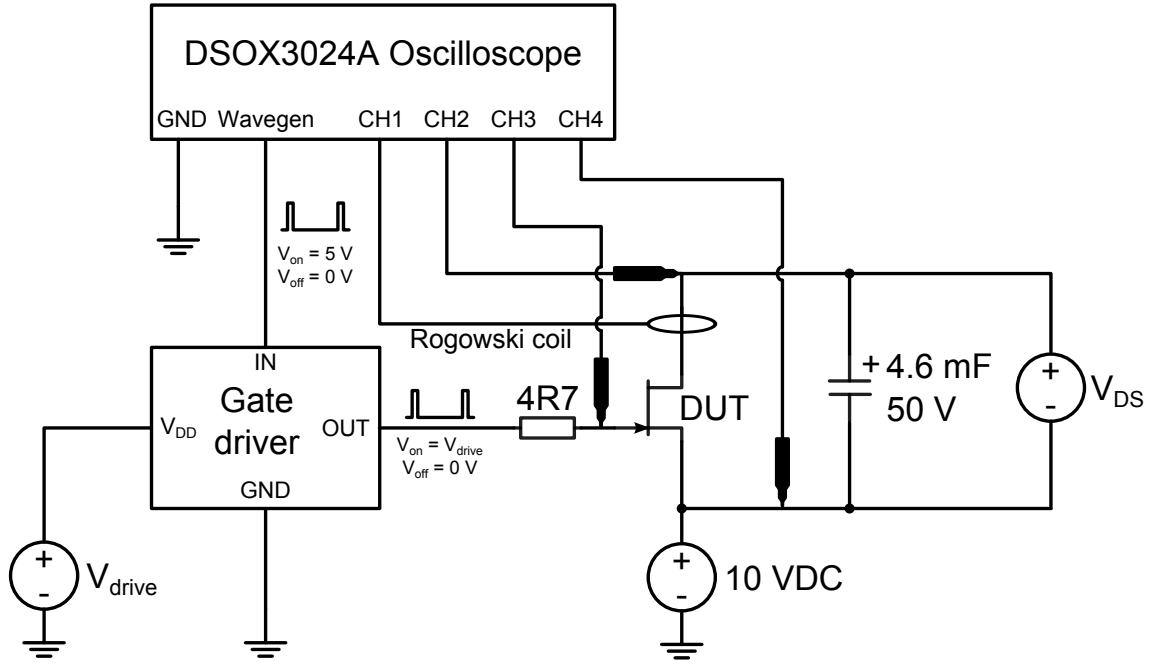 DSOX3024A Oscilloscope
GND Wavegen CH1 CH2 CH3 CH4
V_on = 5 V
V_off = 0 V
Rogowski coil
IN
Gate
driver
V_DD
OUT
GND
V_on = V_drive
V_off = 0 V
4R7
DUT
+ 4.6 mF
50 V
+
-
V_DS
+
-
V_drive
+
-
10 VDC